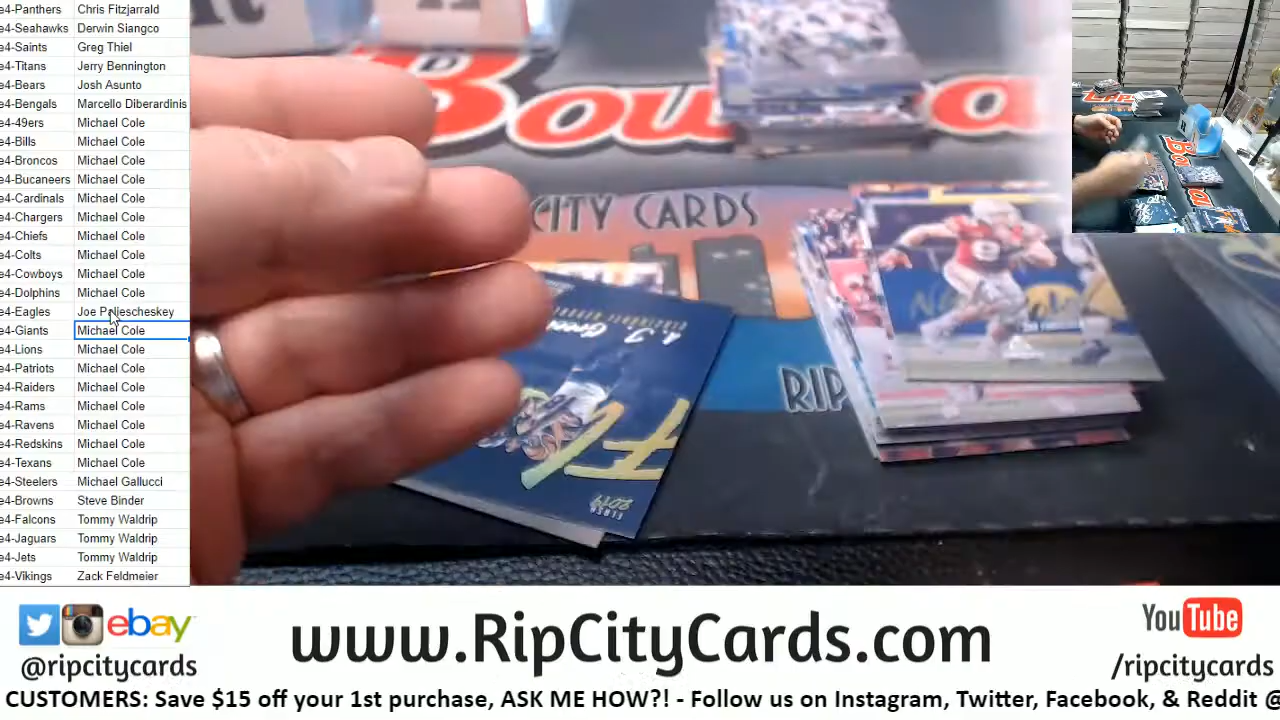 e4-Panthers Chris Fitzjarrald
e4-Seahawks Derwin Siangco
e4-Saints Greg Thiel
e4-Titans Jerry Bennington
e4-Bears Josh Asunto
e4-Bengals Marcello Diberardinis
e4-49ers Michael Cole
e4-Bills Michael Cole
e4-Broncos Michael Cole
e4-Bucaneers Michael Cole
e4-Cardinals Michael Cole
e4-Chargers Michael Cole
e4-Chiefs Michael Cole
e4-Colts Michael Cole
e4-Cowboys Michael Cole
e4-Dolphins Michael Cole
e4-Eagles Joe
e4-Giants Michael Cole
e4-Lions Michael Cole
e4-Patriots Michael Cole
e4-Raiders Michael Cole
e4-Rams Michael Cole
e4-Ravens Michael Cole
e4-Redskins Michael Cole
e4-Texans Michael Cole
e4-Steelers Michael Gallucci
e4-Browns Steve Binder
e4-Falcons Tommy Waldrip
e4-Jaguars Tommy Waldrip
e4-Jets Tommy Waldrip
e4-Vikings Zack Feldmeier
Bow
CITY CARDS
RIP
A.J. Green
2019
ebay
@ripcitycards
www.RipCityCards.com
YouTube
/ripcitycards
CUSTOMERS: Save $15 off your 1st purchase, ASK ME HOW?! - Follow us on Instagram, Twitter, Facebook, & Reddit @